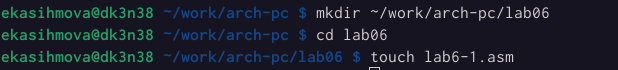 ekasihmova@dk3n38 ~/work/arch-pc $ mkdir ~/work/arch-pc/lab06
ekasihmova@dk3n38 ~/work/arch-pc $ cd lab06
ekasihmova@dk3n38 ~/work/arch-pc/lab06 $ touch lab6-1.asm